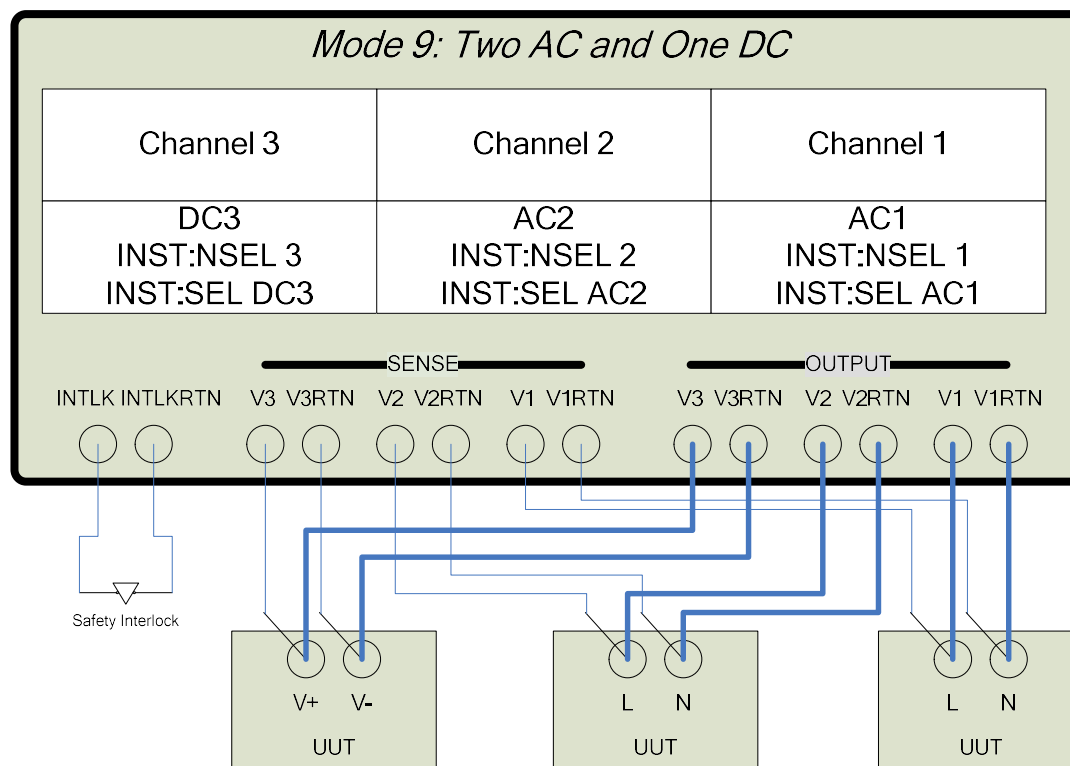 Mode 9: Two AC and One DC
Channel 3 Channel 2 Channel 1
DC3 AC2 AC1
INST:NSEL 3 INST:NSEL 2 INST:NSEL 1
INST:SEL DC3 INST:SEL AC2 INST:SEL AC1
SENSE OUTPUT
INTLK INTLKRTN V3 V3RTN V2 V2RTN V1 V1RTN V3 V3RTN V2 V2RTN V1 V1RTN
Safety Interlock
V+ V- L N L N
UUT UUT UUT